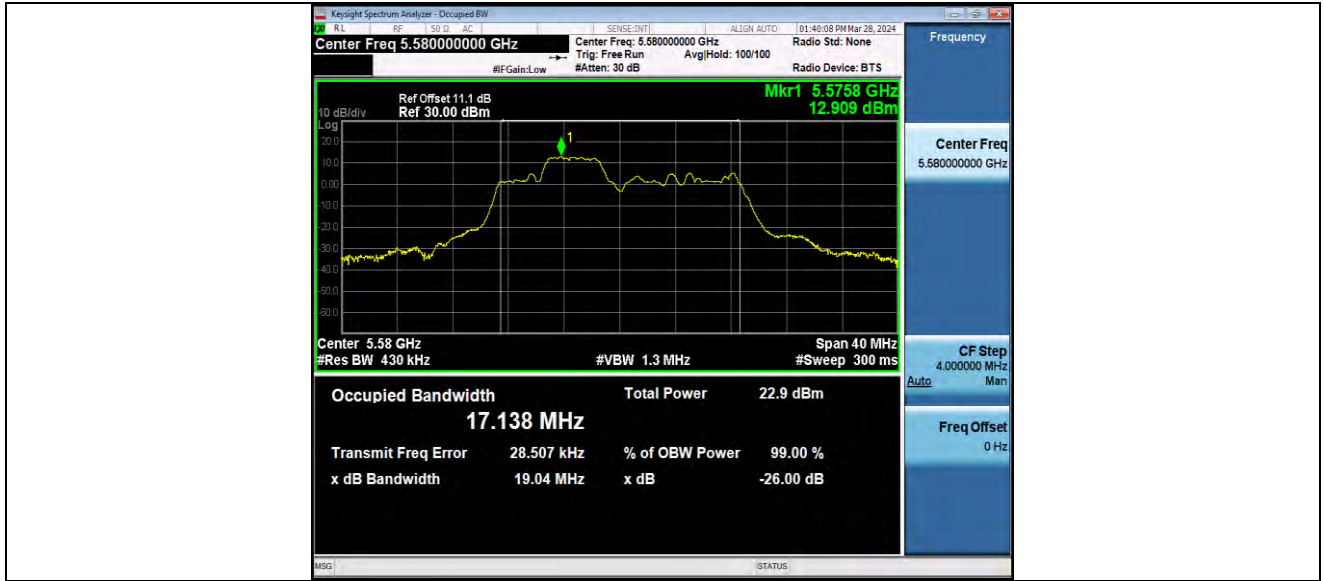 Keysight Spectrum Analyzer - Occupied BW
RL RF 50 Ω AC SENSE:INT ALIGN AUTO 01:40:08 PM Mar 28, 2024
Center Freq 5.580000000 GHz
Center Freq: 5.580000000 GHz Radio Std: None
Trig: Free Run Avg|Hold: 100/100
#IFGain:Low #Atten: 30 dB Radio Device: BTS
Frequency
Mkr1 5.5758 GHz
12.909 dBm
Ref Offset 11.1 dB
10 dB/div Ref 30.00 dBm
Log
1
20.0
10.0
0.00
-10.0
-20.0
-30.0
-40.0
-50.0
-60.0
Center 5.58 GHz Span 40 MHz
#Res BW 430 kHz #VBW 1.3 MHz #Sweep 300 ms
Occupied Bandwidth Total Power 22.9 dBm
17.138 MHz
Transmit Freq Error 28.507 kHz % of OBW Power 99.00 %
x dB Bandwidth 19.04 MHz x dB -26.00 dB
Center Freq
5.580000000 GHz
CF Step
4.000000 MHz
Auto Man
Freq Offset
0 Hz
MSG STATUS